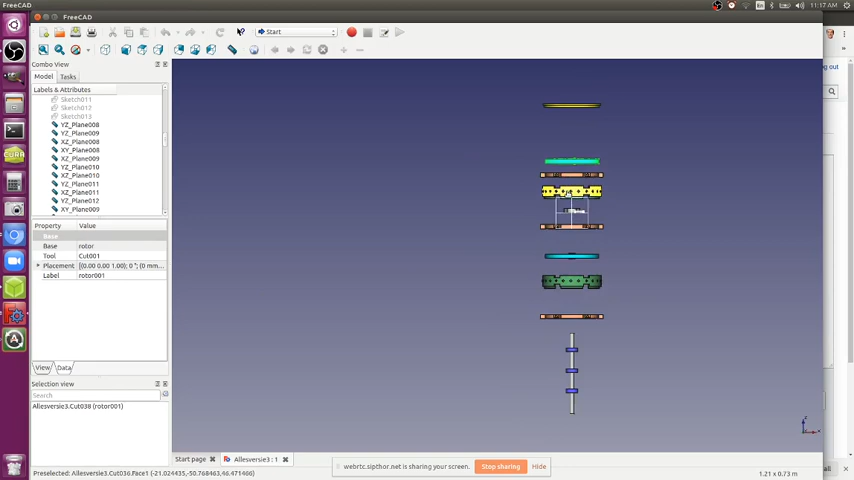 FreeCAD
En
11:17 AM
FreeCAD
Start
Combo View
Model
Tasks
Labels & Attributes
Sketch011
Sketch012
Sketch013
YZ_Plane008
YZ_Plane009
XZ_Plane008
XY_Plane008
XZ_Plane009
YZ_Plane010
XZ_Plane010
YZ_Plane011
XZ_Plane011
YZ_Plane012
XY_Plane009
Property
Value
Base
Base
rotor
Tool
Cut001
Placement
[(0.00 0.00 1.00); 0 °; (0 mm...
Label
rotor001
View
Data
Selection view
Search
Allesversie3.Cut038 (rotor001)
Start page
Allesversie3 : 1
webrtc.sipthor.net is sharing your screen.
Stop sharing
Hide
Preselected: Allesversie3.Cut036.Face1 (-21.024435,-50.768463,46.471466)
1.21 x 0.73 m